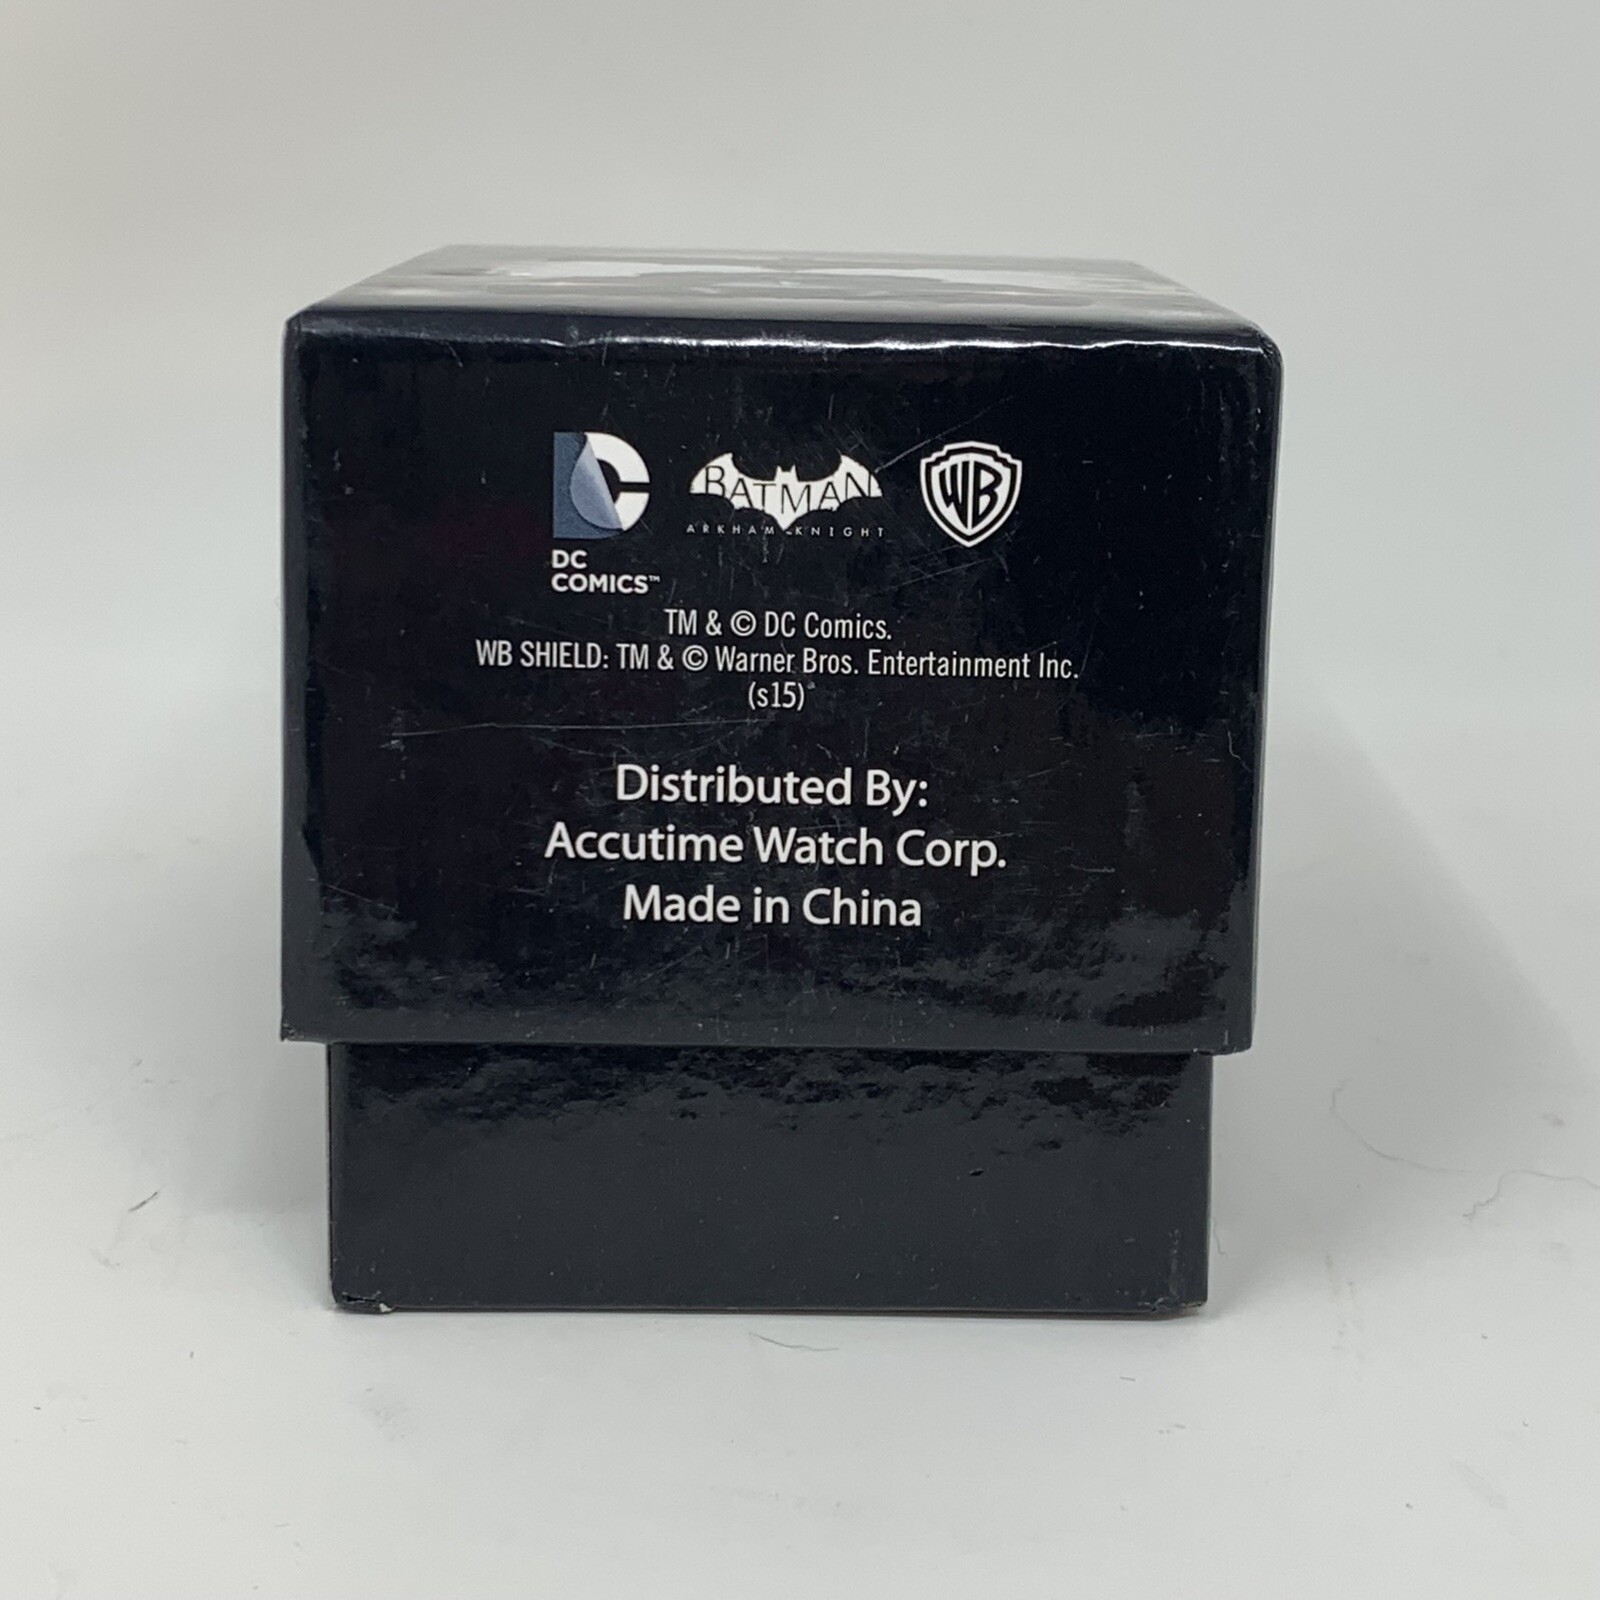 DC
BATMAN
ARKHAM KNIGHT
WB
DC
COMICS™
TM & © DC Comics.
WB SHIELD: TM & © Warner Bros. Entertainment Inc.
(s15)
Distributed By:
Accutime Watch Corp.
Made in China